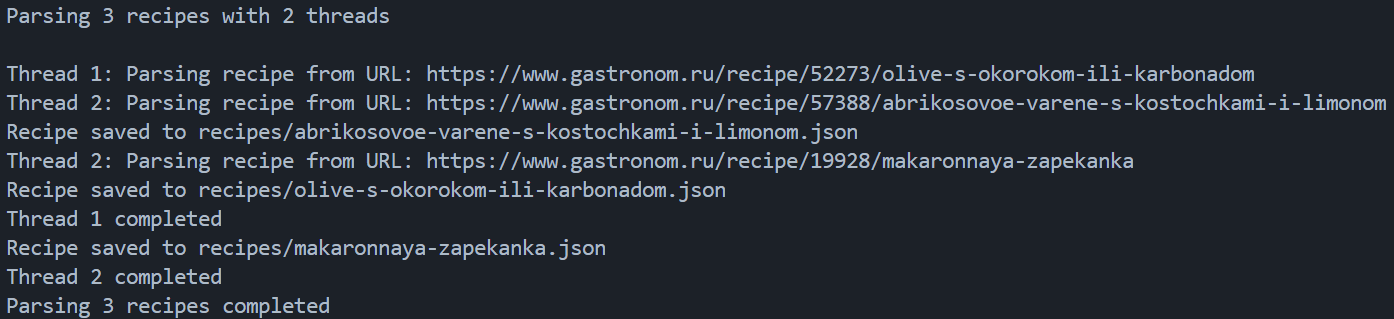 Parsing 3 recipes with 2 threads
Thread 1: Parsing recipe from URL: https://www.gastronom.ru/recipe/52273/olive-s-okorokom-ili-karbonadom
Thread 2: Parsing recipe from URL: https://www.gastronom.ru/recipe/57388/abrikosovoe-varene-s-kostochkami-i-limonom
Recipe saved to recipes/abrikosovoe-varene-s-kostochkami-i-limonom.json
Thread 2: Parsing recipe from URL: https://www.gastronom.ru/recipe/19928/makaronnaya-zapekanka
Recipe saved to recipes/olive-s-okorokom-ili-karbonadom.json
Thread 1 completed
Recipe saved to recipes/makaronnaya-zapekanka.json
Thread 2 completed
Parsing 3 recipes completed